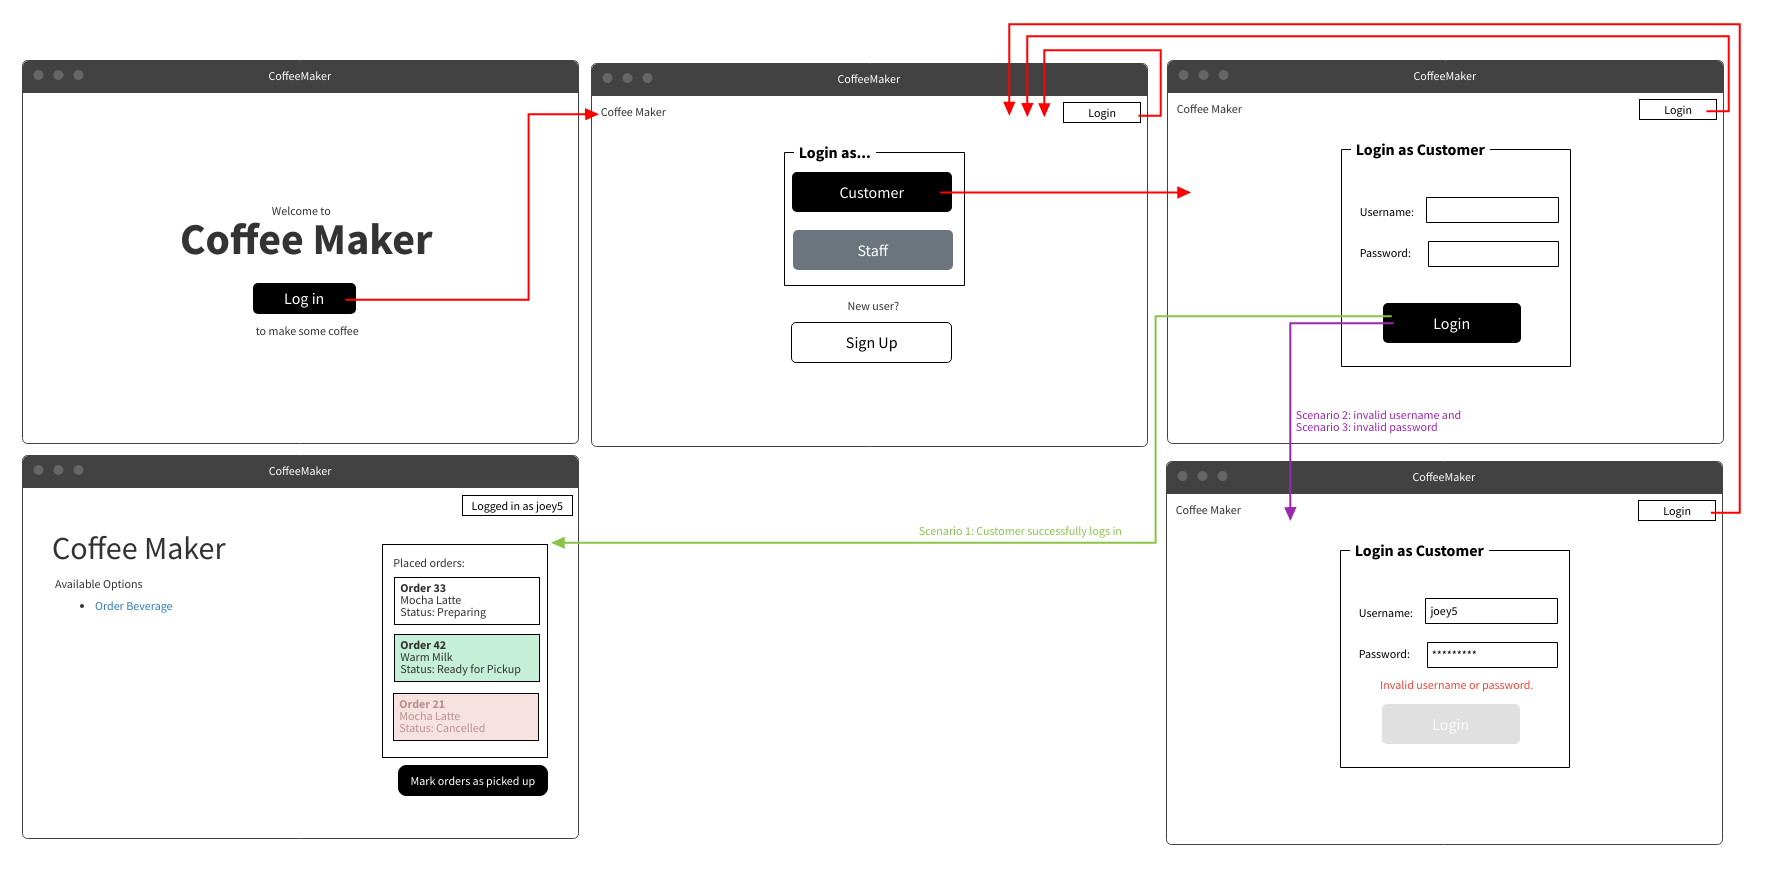 CoffeeMaker
Welcome to
Coffee Maker
Log in
to make some coffee
CoffeeMaker
Coffee Maker
Login
Login as...
Customer
Staff
New user?
Sign Up
CoffeeMaker
Coffee Maker
Login
Login as Customer
Username:
Password:
Login
Scenario 2: invalid username and
Scenario 3: invalid password
CoffeeMaker
Logged in as joey5
Coffee Maker
Available Options
Order Beverage
Placed orders:
Order 33
Mocha Latte
Status: Preparing
Order 42
Warm Milk
Status: Ready for Pickup
Order 21
Mocha Latte
Status: Cancelled
Mark orders as picked up
Scenario 1: Customer successfully logs in
CoffeeMaker
Coffee Maker
Login
Login as Customer
Username: joey5
Password: *********
Invalid username or password.
Login